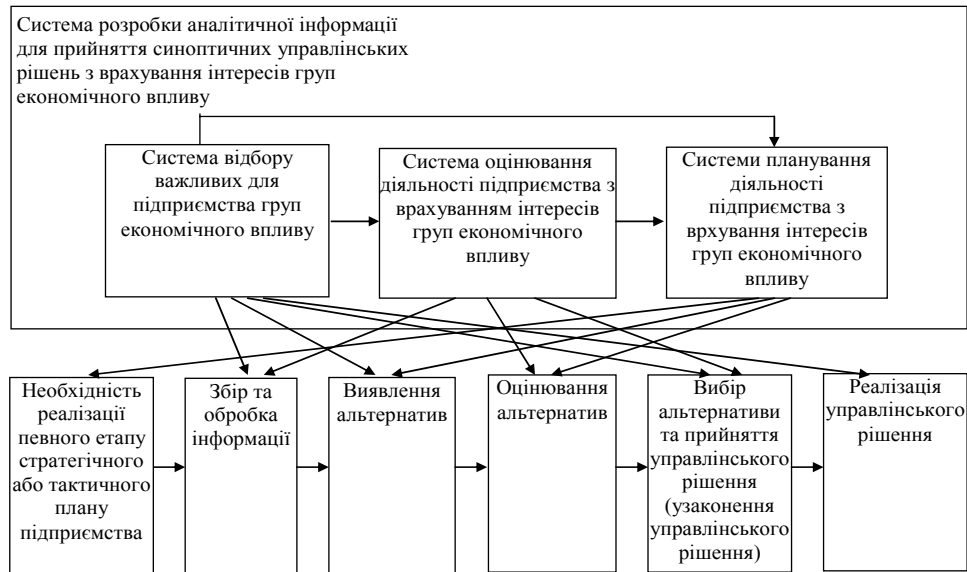 Система розробки аналітичної інформації
для прийняття синоптичних управлінських
рішень з врахування інтересів груп
економічного впливу
Система відбору
важливих для
підприємства груп
економічного впливу
Система оцінювання
діяльності підприємства з
врахуванням інтересів
груп економічного
впливу
Системи планування
діяльності
підприємства з
врхування інтересів
груп економічного
впливу
Необхідність
реалізації
певного етапу
стратегічного
або тактичного
плану
підприємства
Збір та
обробка
інформації
Виявлення
альтернатив
Оцінювання
альтернатив
Вибір
альтернативи
та прийняття
управлінського
рішення
(узаконення
управлінського
рішення)
Реалізація
управлінського
рішення